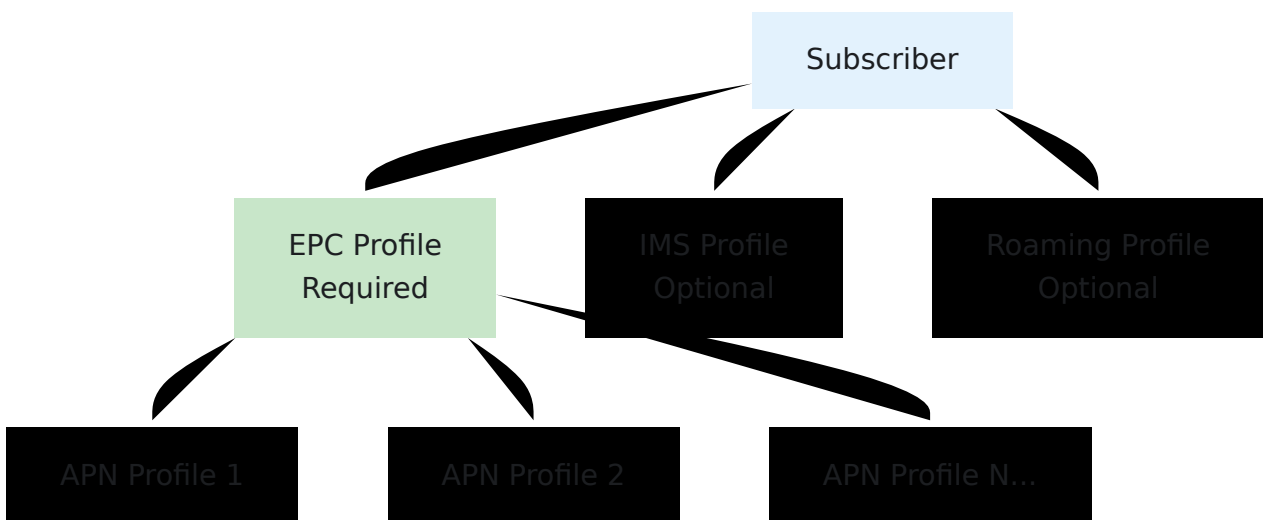 Subscriber
EPC Profile
Required
IMS Profile
Optional
Roaming Profile
Optional
APN Profile 1
APN Profile 2
APN Profile N...